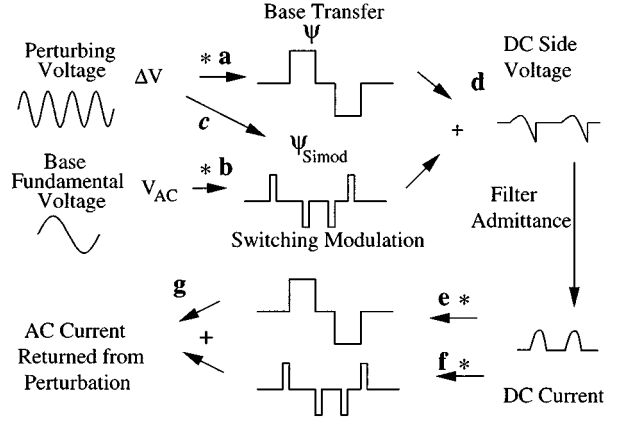 Base Transfer
ψ
Perturbing
Voltage
ΔV
* a
d
DC Side
Voltage
c
+
ψSimod
Base
Fundamental
Voltage
VAC
* b
Switching Modulation
Filter
Admittance
g
e *
AC Current
Returned from
Perturbation
+
f *
DC Current